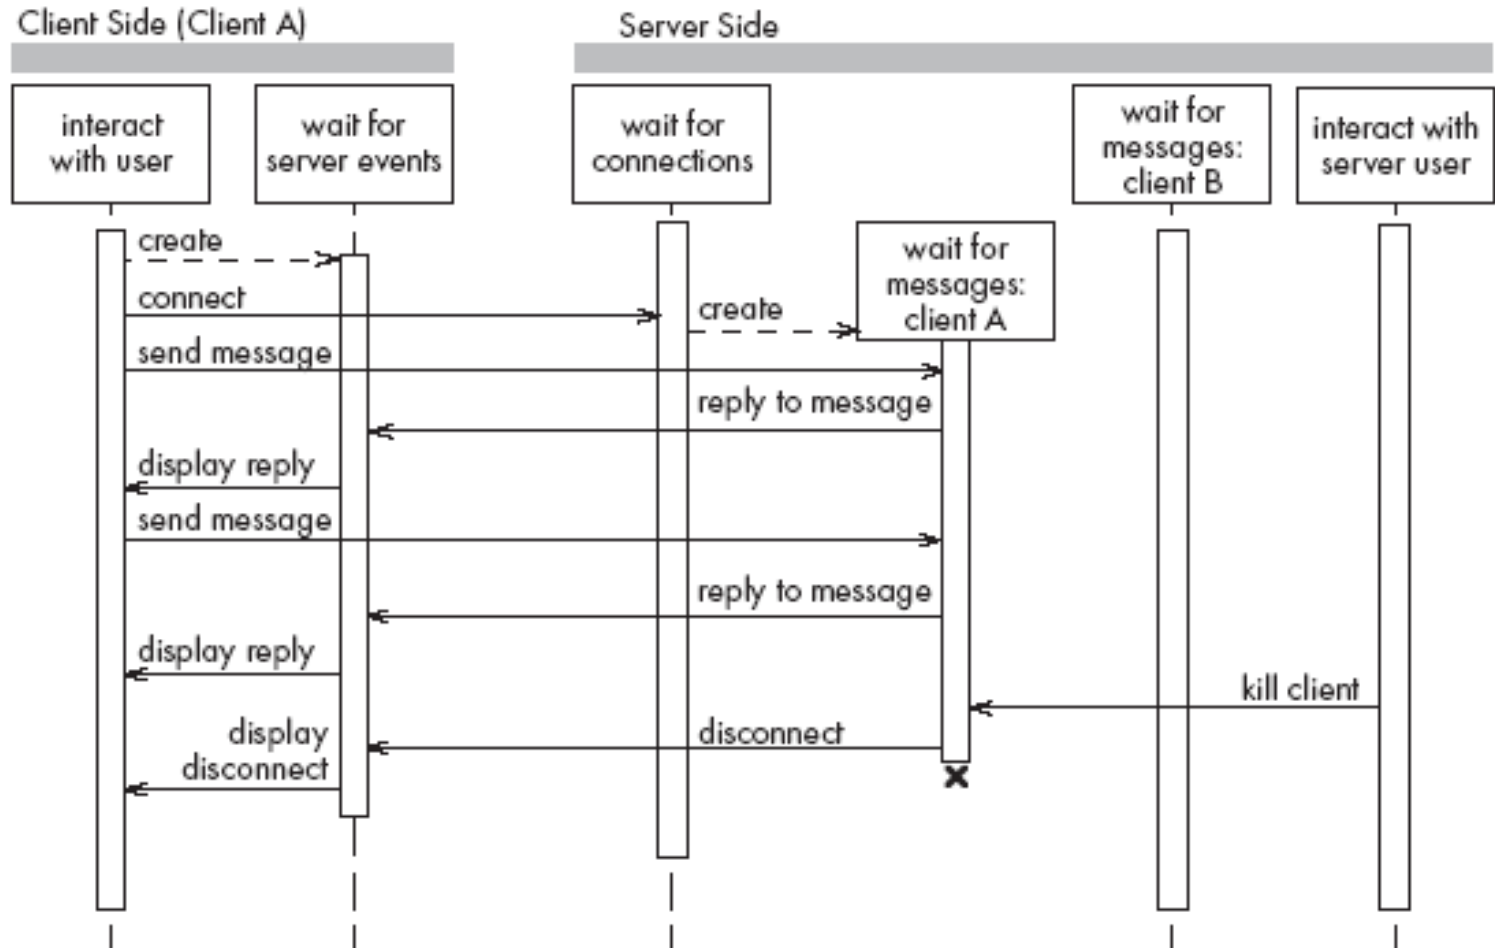 Client Side (Client A)
Server Side
interact
with user
wait for
server events
wait for
connections
wait for
messages:
client B
interact with
server user
wait for
messages:
client A
create
connect
create
send message
reply to message
display reply
send message
reply to message
display reply
kill client
disconnect
display
disconnect